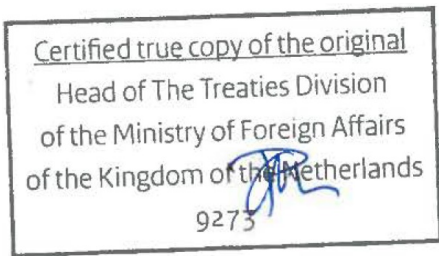 Certified true copy of the original
Head of The Treaties Division
of the Ministry of Foreign Affairs
of the Kingdom of the Netherlands
9273